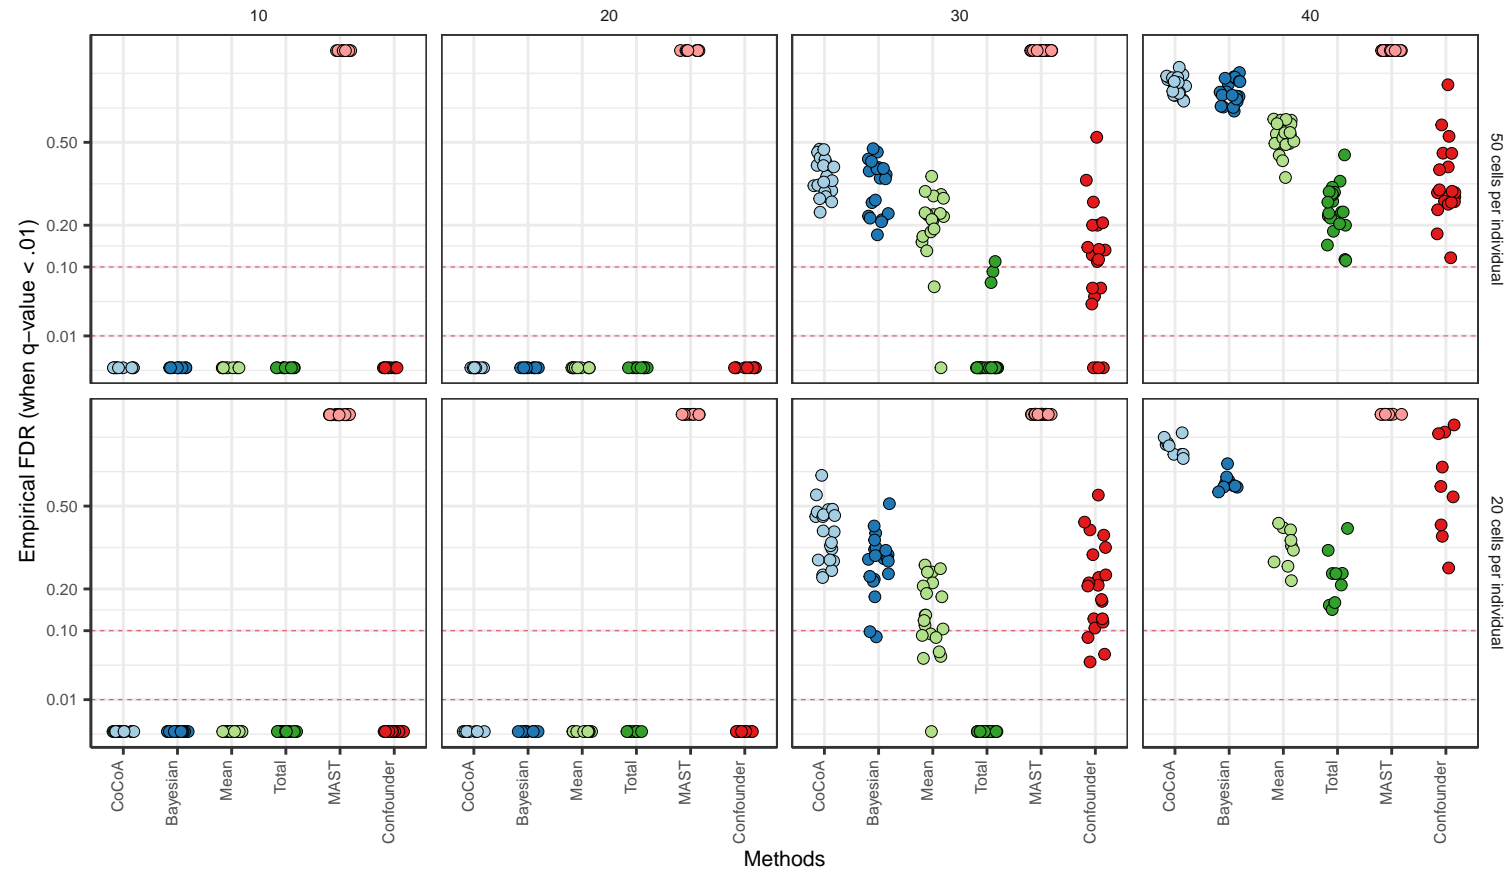 10
20
30
40
Empirical FDR (when q−value < .01)
0.50
0.20
0.10
0.01
50 cells per individual
0.50
0.20
0.10
0.01
20 cells per individual
CoCoA
Bayesian
Mean
Total
MAST
Confounder
CoCoA
Bayesian
Mean
Total
MAST
Confounder
CoCoA
Bayesian
Mean
Total
MAST
Confounder
CoCoA
Bayesian
Mean
Total
MAST
Confounder
Methods